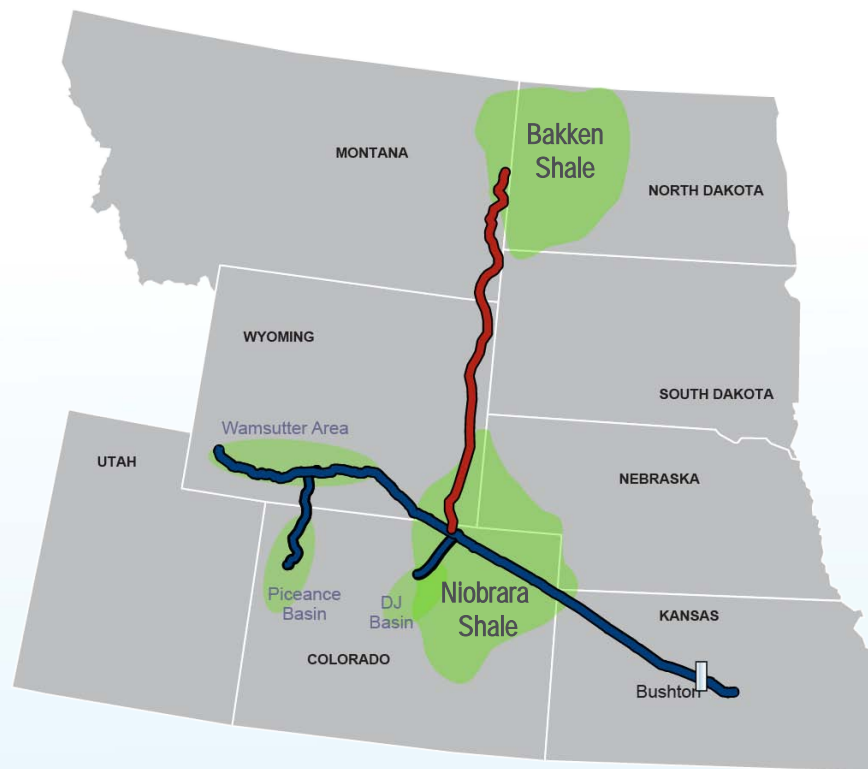 Bakken
Shale
MONTANA
NORTH DAKOTA
WYOMING
SOUTH DAKOTA
Wamsutter Area
UTAH
NEBRASKA
Piceance
Basin
DJ
Basin
Niobrara
Shale
KANSAS
COLORADO
Bushton